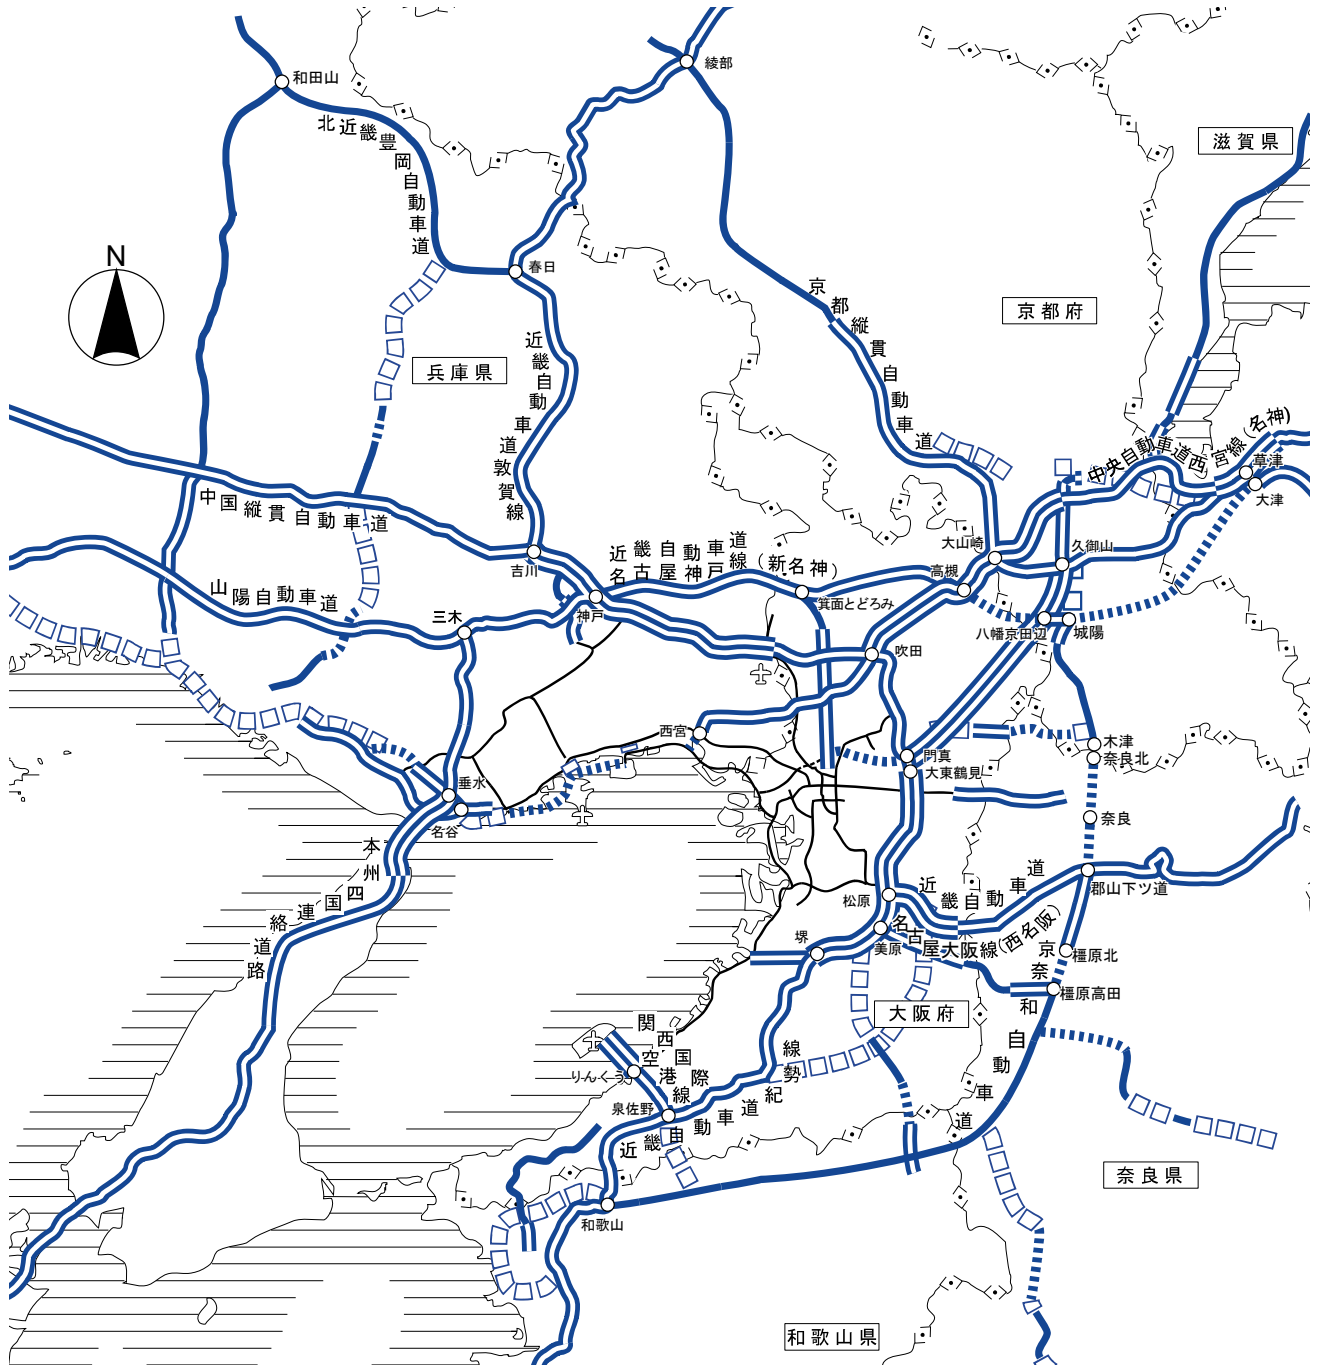 和田山
綾部
北近畿豊岡自動車道
滋賀県
N
春日
京都府
兵庫県
京都縦貫自動車道
近畿自動車道敦賀線
中央自動車道西宮線(名神)
草津
大津
中国縦貫自動車道
吉川
近畿自動車道
名古屋神戸線(新名神)
大山崎
久御山
高槻
山陽自動車道
三木
神戸
箕面とどろみ
八幡京田辺
城陽
吹田
西宮
門真
大東鶴見
木津
奈良北
垂水
名谷
奈良
本州四国連絡道路
松原
近畿自動車道
名古屋大阪線(西名阪)
郡山下ツ道
堺
美原
京奈和自動車道
橿原北
橿原高田
大阪府
関西国際
空港線
りんくう
泉佐野
近畿自動車道紀勢線
和歌山
奈良県
和歌山県